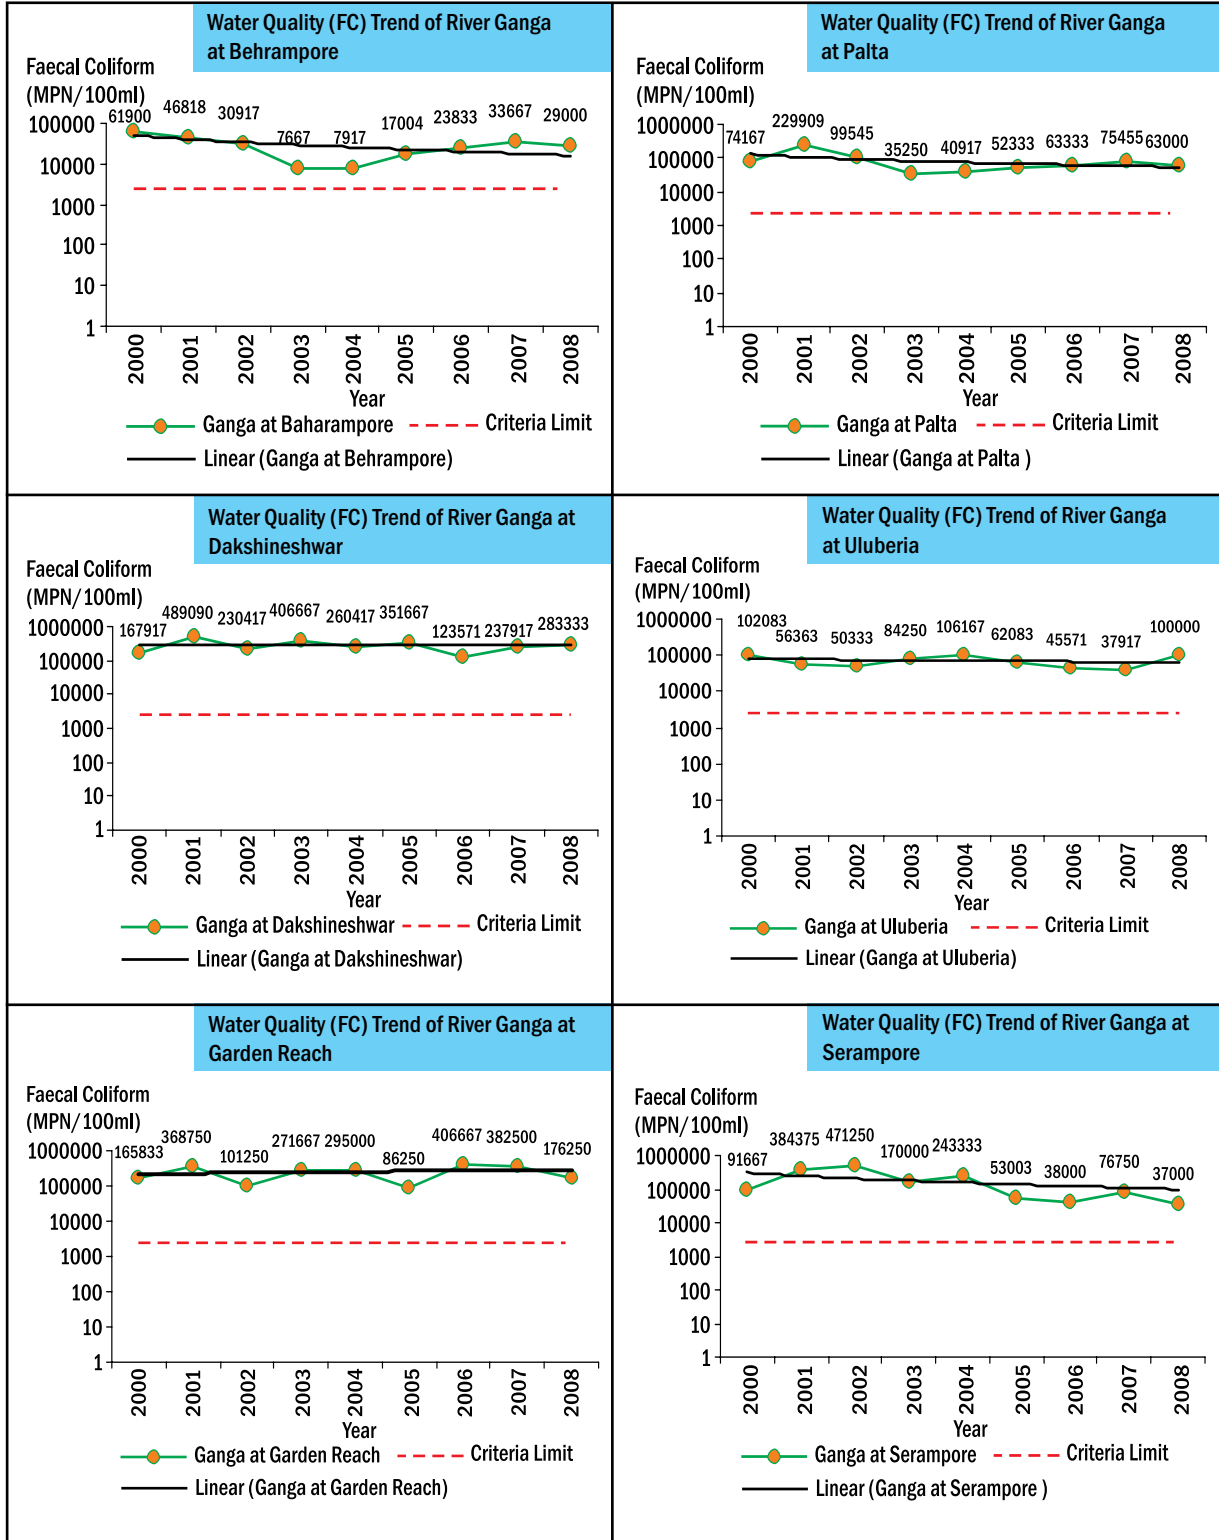 Water Quality (FC) Trend of River Ganga
at Behrampore
Faecal Coliform
(MPN/100ml)
61900 46818 30917 7667 7917 17004 23833 33667 29000
100000
10000
1000
100
10
1
2000 2001 2002 2003 2004 2005 2006 2007 2008
Year
Ganga at Baharampore Criteria Limit
Linear (Ganga at Behrampore)
Water Quality (FC) Trend of River Ganga
at Palta
Faecal Coliform
(MPN/100ml)
74167 229909 99545 35250 40917 52333 63333 75455 63000
1000000
100000
10000
1000
100
10
1
2000 2001 2002 2003 2004 2005 2006 2007 2008
Year
Ganga at Palta Criteria Limit
Linear (Ganga at Palta )
Water Quality (FC) Trend of River Ganga at
Dakshineshwar
Faecal Coliform
(MPN/100ml)
167917 489090 230417 406667 260417 351667 123571 237917 283333
1000000
100000
10000
1000
100
10
1
2000 2001 2002 2003 2004 2005 2006 2007 2008
Year
Ganga at Dakshineshwar Criteria Limit
Linear (Ganga at Dakshineshwar)
Water Quality (FC) Trend of River Ganga
at Uluberia
Faecal Coliform
(MPN/100ml)
102083 56363 50333 84250 106167 62083 45571 37917 100000
1000000
100000
10000
1000
100
10
1
2000 2001 2002 2003 2004 2005 2006 2007 2008
Year
Ganga at Uluberia Criteria Limit
Linear (Ganga at Uluberia)
Water Quality (FC) Trend of River Ganga at
Garden Reach
Faecal Coliform
(MPN/100ml)
165833 368750 101250 271667 295000 86250 406667 382500 176250
1000000
100000
10000
1000
100
10
1
2000 2001 2002 2003 2004 2005 2006 2007 2008
Year
Ganga at Garden Reach Criteria Limit
Linear (Ganga at Garden Reach)
Water Quality (FC) Trend of River Ganga at
Serampore
Faecal Coliform
(MPN/100ml)
91667 384375 471250 170000 243333 53003 38000 76750 37000
1000000
100000
10000
1000
100
10
1
2000 2001 2002 2003 2004 2005 2006 2007 2008
Year
Ganga at Serampore Criteria Limit
Linear (Ganga at Serampore )